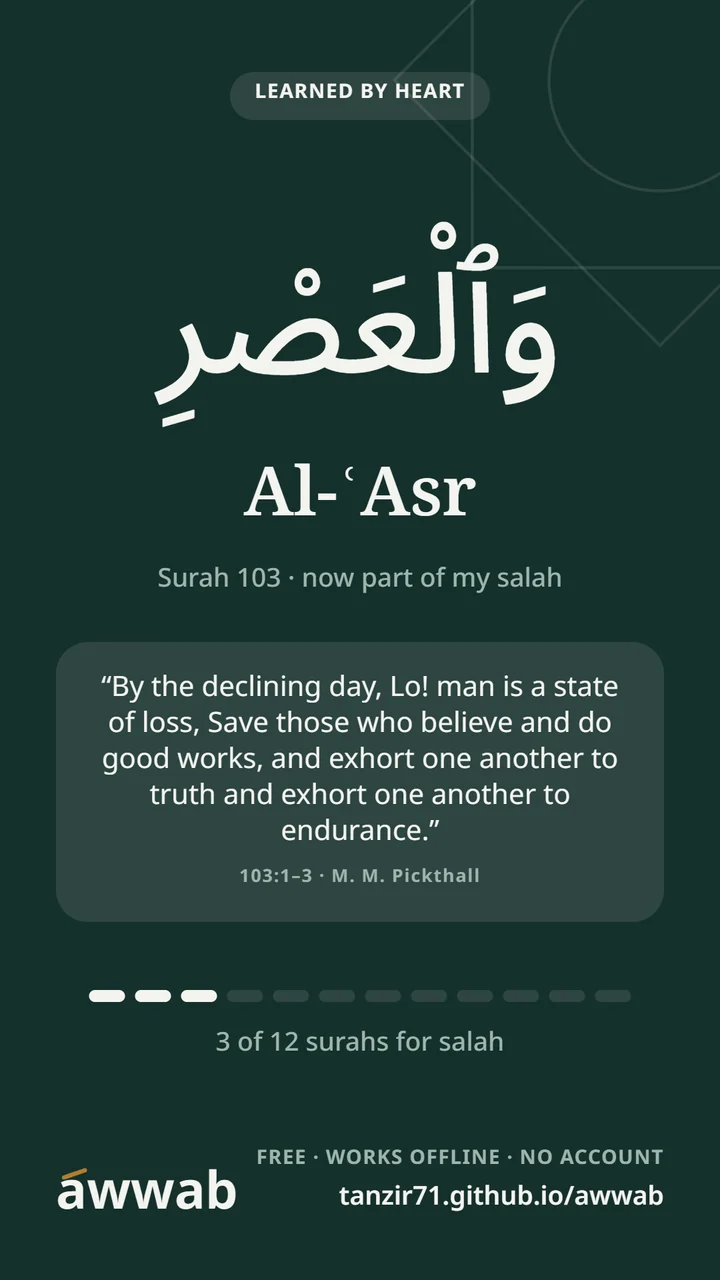 LEARNED BY HEART
وَٱلْعَصْرِ
Al-ʿAsr
Surah 103 · now part of my salah
“By the declining day, Lo! man is a state
of loss, Save those who believe and do
good works, and exhort one another to
truth and exhort one another to
endurance.”
103:1–3 · M. M. Pickthall
3 of 12 surahs for salah
FREE · WORKS OFFLINE · NO ACCOUNT
awwab
tanzir71.github.io/awwab